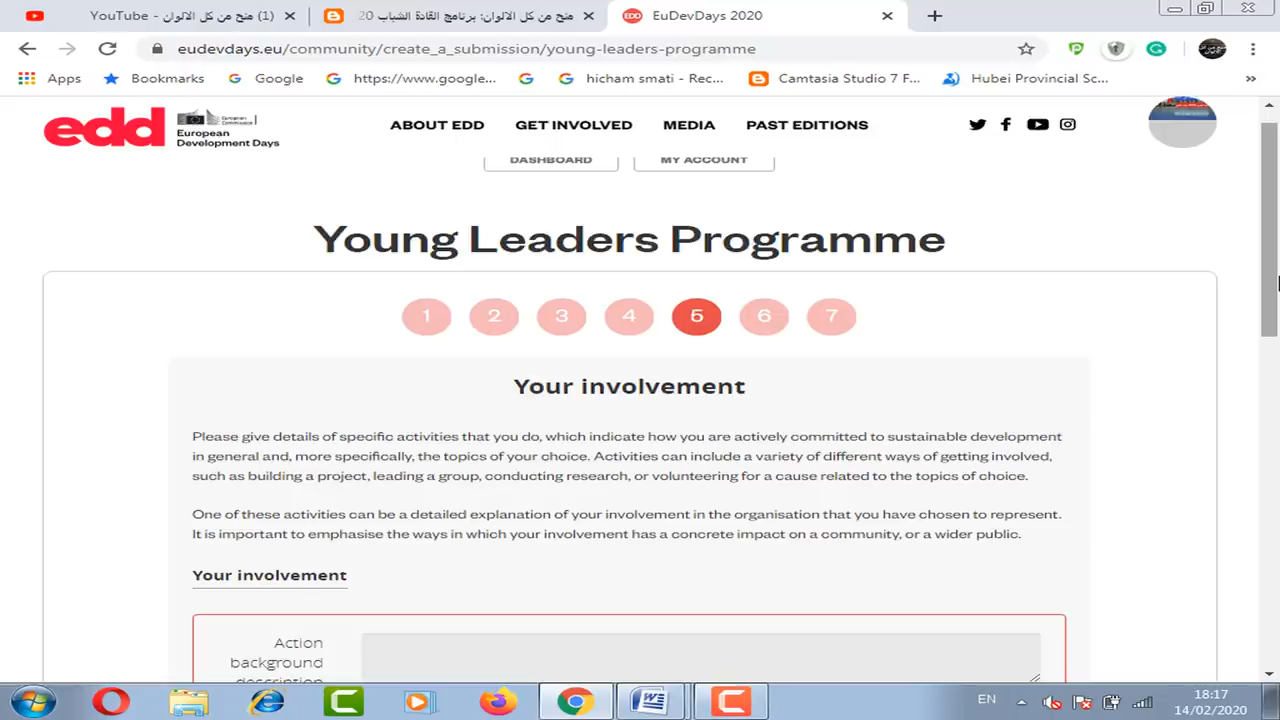 YouTube - منح من كل الالوان (1)
منح من كل الالوان: برنامج القادة الشباب 20
EDD EuDevDays 2020
eudevdays.eu/community/create_a_submission/young-leaders-programme
Apps Bookmarks Google https://www.google... hicham smati - Rec... Camtasia Studio 7 F... Hubei Provincial Sc... »
edd European Commission
European
Development Days
ABOUT EDD GET INVOLVED MEDIA PAST EDITIONS
DASHBOARD MY ACCOUNT
Young Leaders Programme
1 2 3 4 5 6 7
Your involvement
Please give details of specific activities that you do, which indicate how you are actively committed to sustainable development
in general and, more specifically, the topics of your choice. Activities can include a variety of different ways of getting involved,
such as building a project, leading a group, conducting research, or volunteering for a cause related to the topics of choice.
One of these activities can be a detailed explanation of your involvement in the organisation that you have chosen to represent.
It is important to emphasise the ways in which your involvement has a concrete impact on a community, or a wider public.
Your involvement
Action
background
description
EN 18:17
14/02/2020